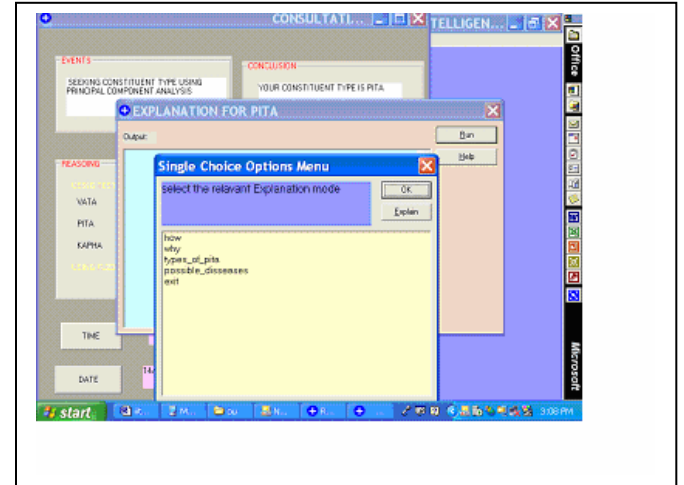 CONSULTATI...
TELLIGEN...
EVENTS
SEEKING CONSTITUENT TYPE USING
PRINCIPAL COMPONENT ANALYSIS
CONCLUSION
YOUR CONSTITUENT TYPE IS PITA
EXPLANATION FOR PITA
Output:
Run
Help
REASONING
VATA
PITA
KAPHA
Single Choice Options Menu
select the relavant Explanation mode
OK
Explain
how
why
types_of_pita
possible_disseases
exit
TIME
DATE
14/
Office
Microsoft
start
3:08 PM